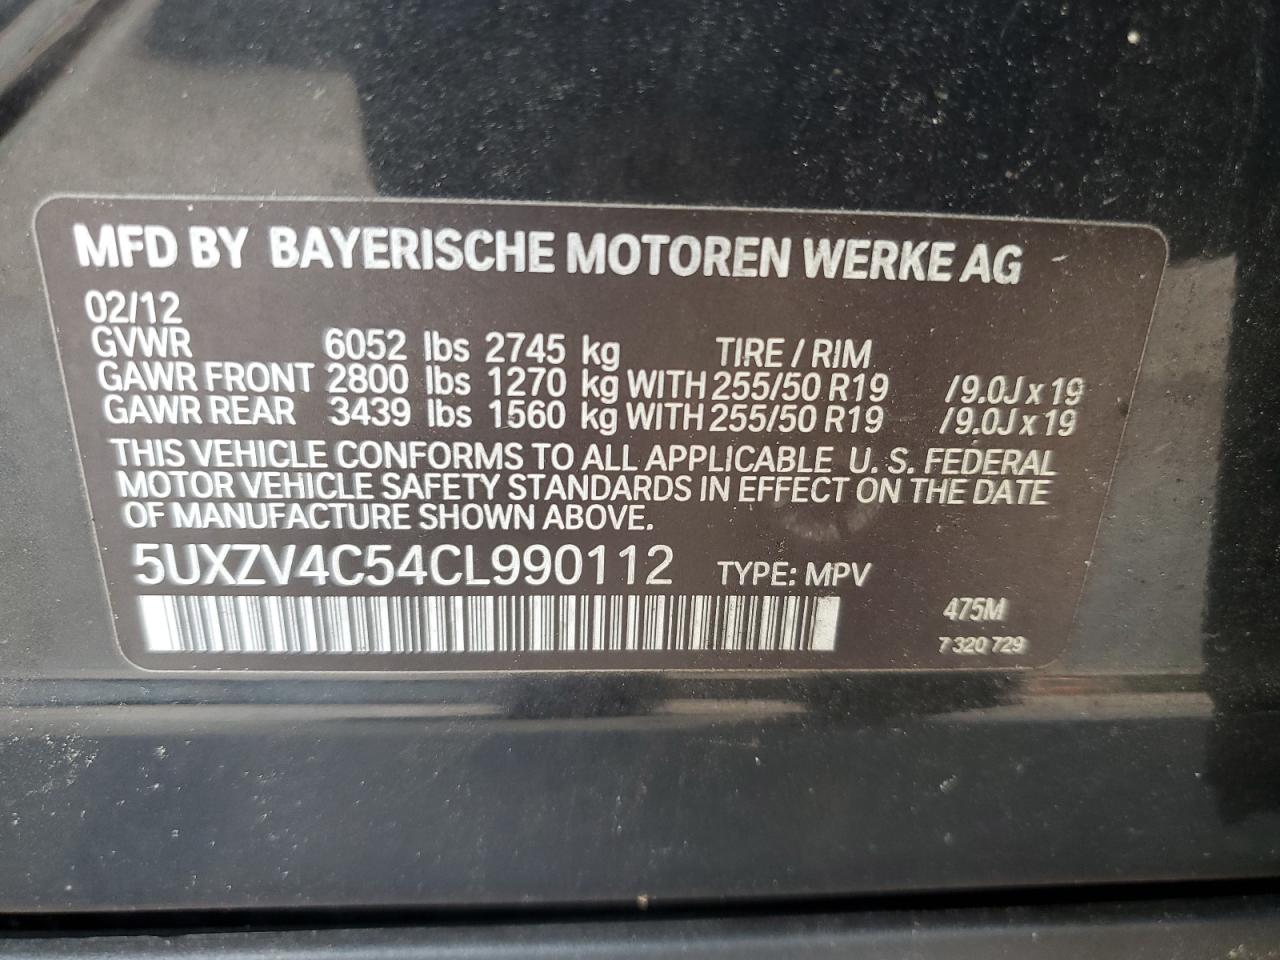 MFD BY BAYERISCHE MOTOREN WERKE AG
02/12
GVWR 6052 lbs 2745 kg TIRE / RIM
GAWR FRONT 2800 lbs 1270 kg WITH 255/50 R19 /9.0J x 19
GAWR REAR 3439 lbs 1560 kg WITH 255/50 R19 /9.0J x 19
THIS VEHICLE CONFORMS TO ALL APPLICABLE U. S. FEDERAL
MOTOR VEHICLE SAFETY STANDARDS IN EFFECT ON THE DATE
OF MANUFACTURE SHOWN ABOVE.
5UXZV4C54CL990112 TYPE: MPV
475M
7 320 729